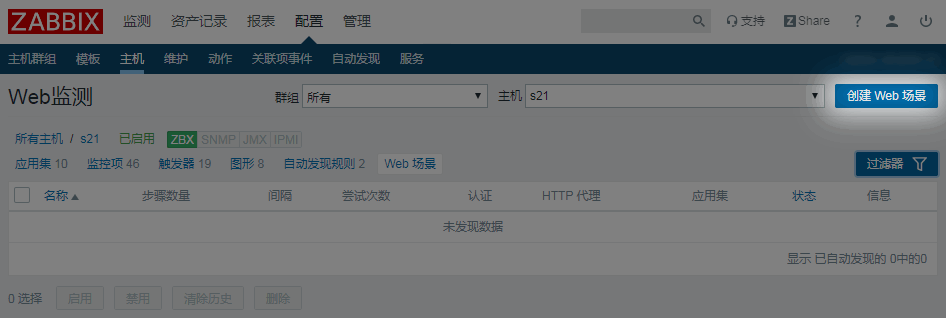 ZABBIX 监测 资产记录 报表 配置 管理 支持 Z Share ?
主机群组 模板 主机 维护 动作 关联项事件 自动发现 服务
Web监测 群组 所有 主机 s21 创建 Web 场景
所有主机 / s21 已启用 ZBX SNMP JMX IPMI
应用集 10 监控项 46 触发器 19 图形 8 自动发现规则 2 Web 场景 过滤器
名称 步骤数量 间隔 尝试次数 认证 HTTP 代理 应用集 状态 信息
未发现数据
显示 已自动发现的 0中的0
0 选择 启用 禁用 清除历史 删除